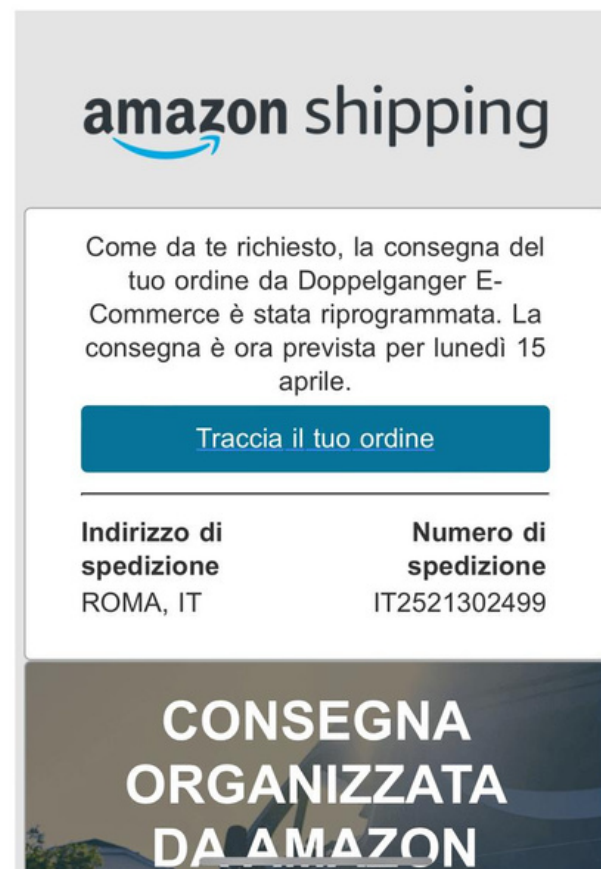 amazon shipping
Come da te richiesto, la consegna del
tuo ordine da Doppelganger E-
Commerce è stata riprogrammata. La
consegna è ora prevista per lunedì 15
aprile.
Traccia il tuo ordine
Indirizzo di
spedizione
ROMA, IT
Numero di
spedizione
IT2521302499
CONSEGNA
ORGANIZZATA
DA AMAZON